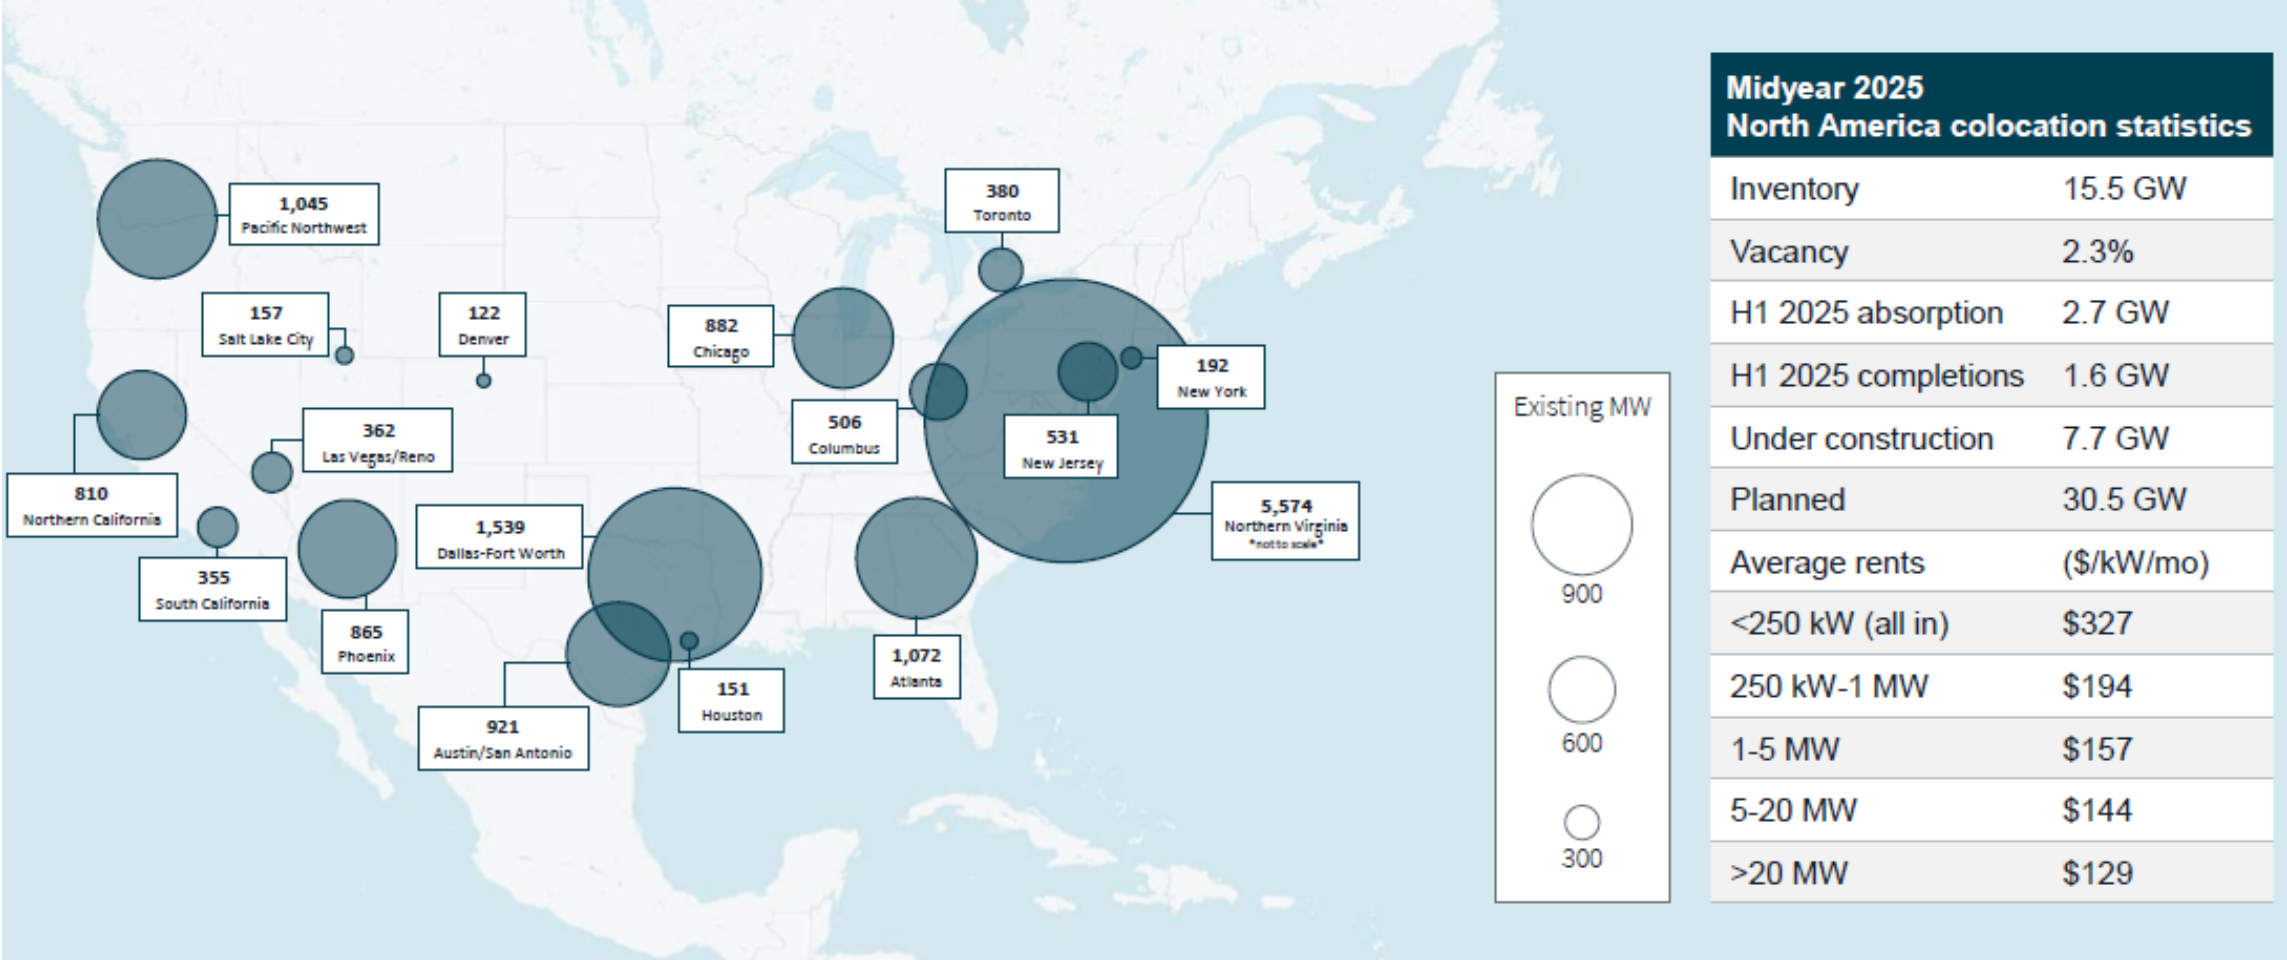 1,045
Pacific Northwest
380
Toronto
157
Salt Lake City
122
Denver
882
Chicago
192
New York
506
Columbus
531
New Jersey
362
Las Vegas/Reno
810
Northern California
1,539
Dallas-Fort Worth
5,574
Northern Virginia
*not to scale*
355
South California
865
Phoenix
1,072
Atlanta
151
Houston
921
Austin/San Antonio
Existing MW
900
600
300
Midyear 2025
North America colocation statistics
Inventory 15.5 GW
Vacancy 2.3%
H1 2025 absorption 2.7 GW
H1 2025 completions 1.6 GW
Under construction 7.7 GW
Planned 30.5 GW
Average rents ($/kW/mo)
<250 kW (all in) $327
250 kW-1 MW $194
1-5 MW $157
5-20 MW $144
>20 MW $129